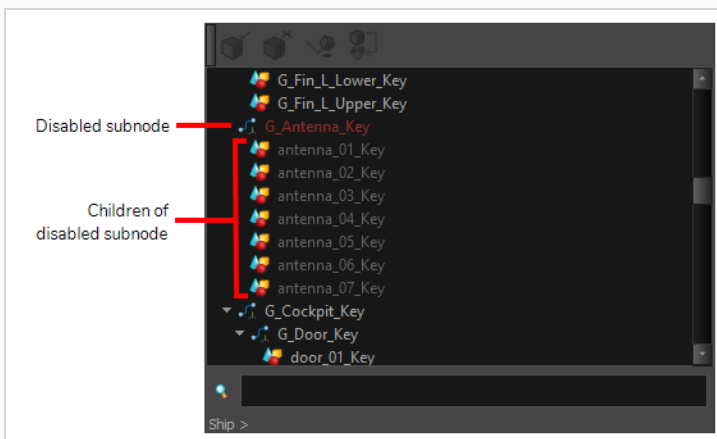 G_Fin_L_Lower_Key
G_Fin_L_Upper_Key
Disabled subnode
G_Antenna_Key
antenna_01_Key
antenna_02_Key
antenna_03_Key
Children of
disabled subnode
antenna_04_Key
antenna_05_Key
antenna_06_Key
antenna_07_Key
G_Cockpit_Key
G_Door_Key
door_01_Key
Ship >